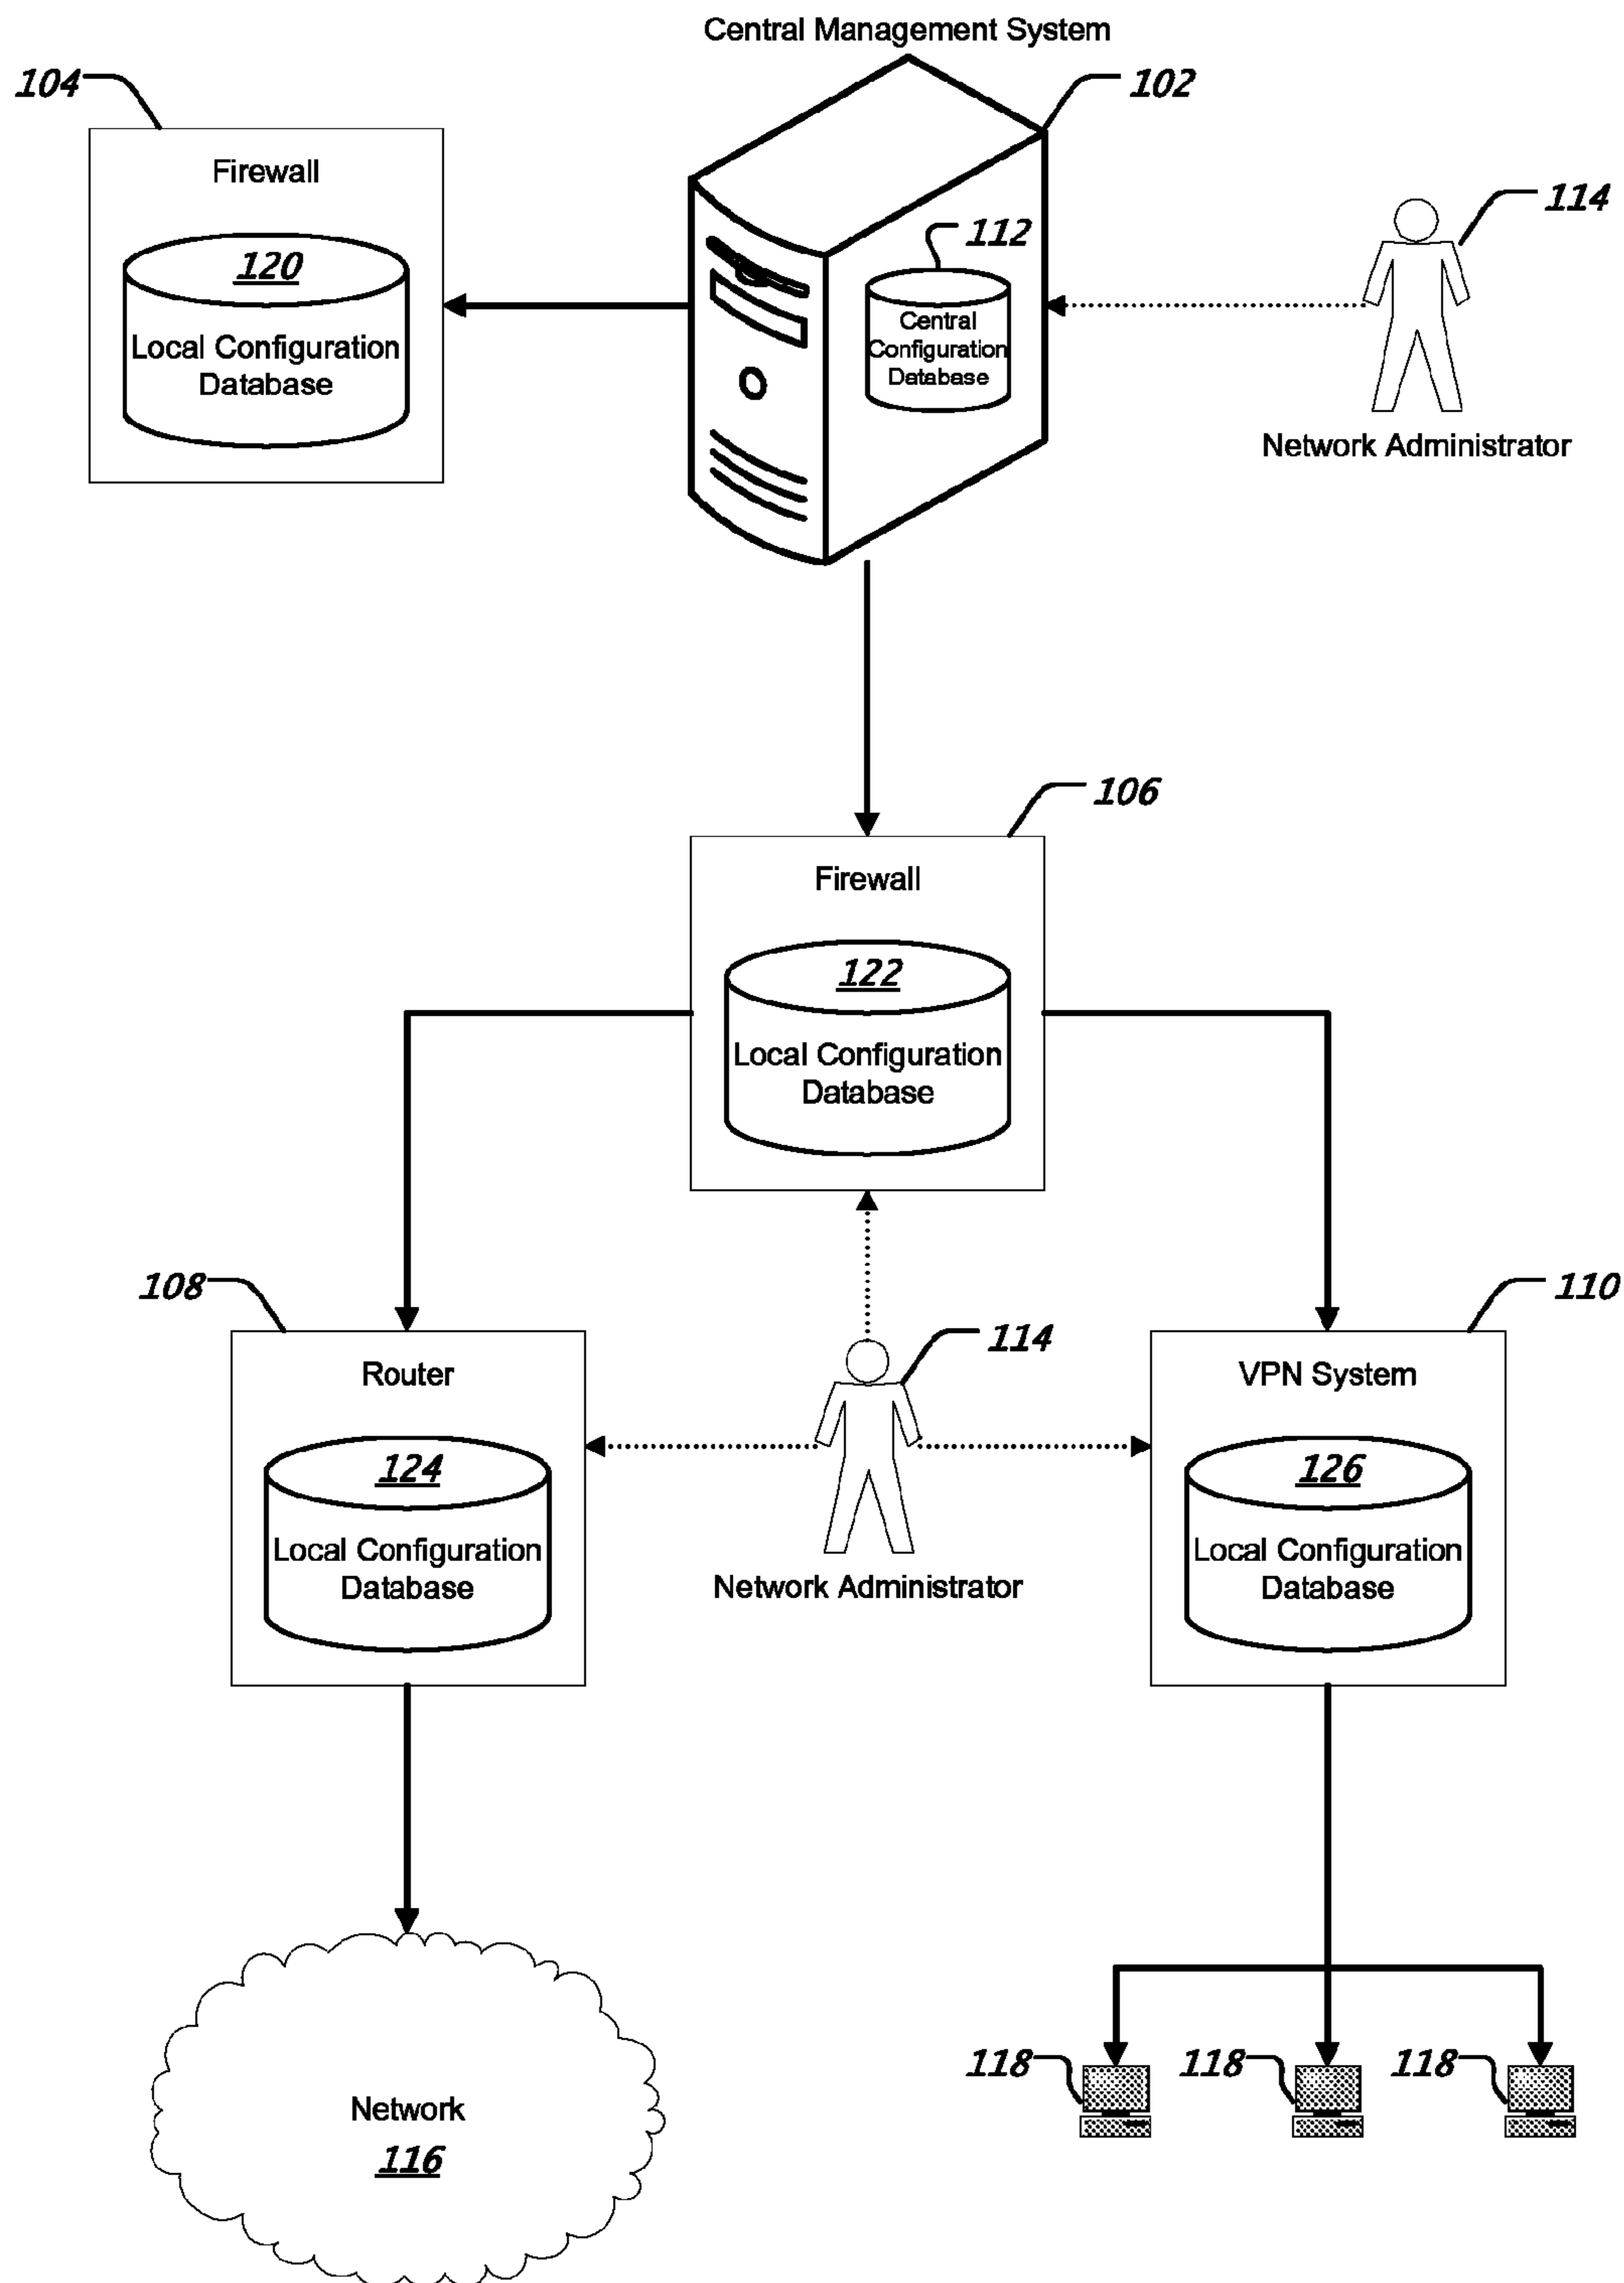 Central Management System
104
102
Firewall
114
112
120
Central
Configuration
Database
Local Configuration
Database
Network Administrator
106
Firewall
122
Local Configuration
Database
108
110
114
Router
VPN System
124
126
Local Configuration
Database
Local Configuration
Database
Network Administrator
118
118
118
Network
116